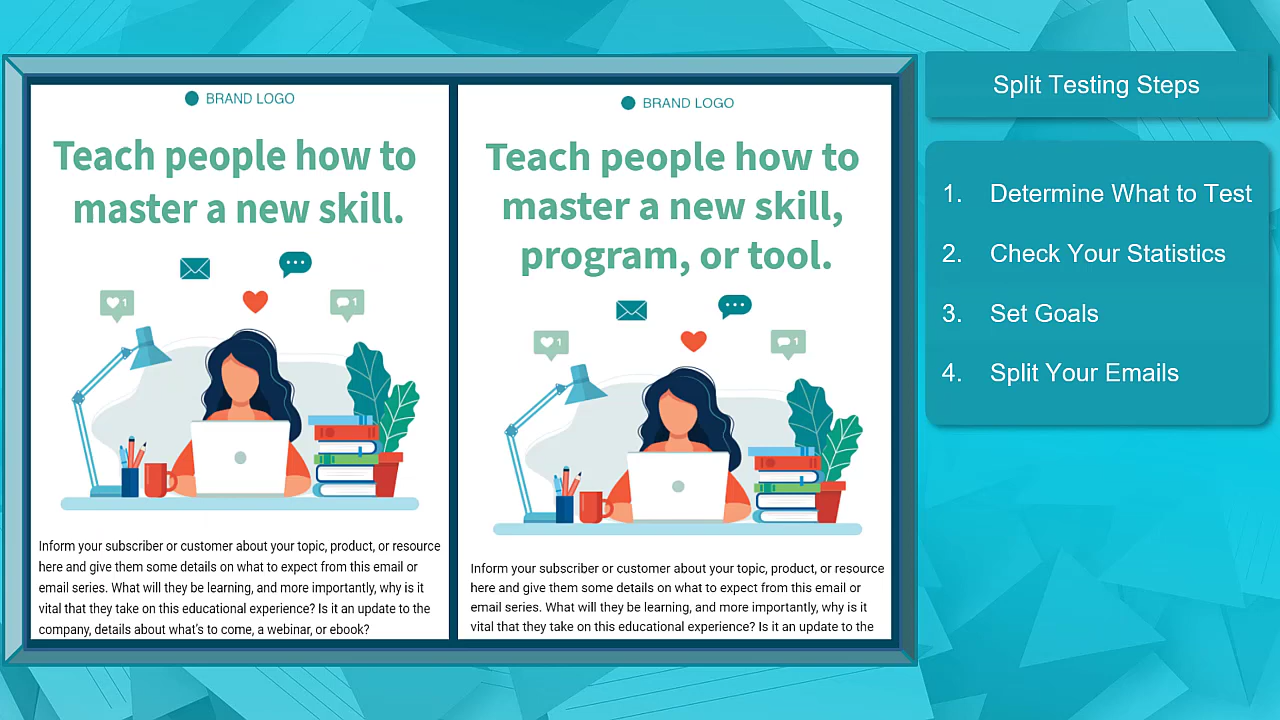 BRAND LOGO
Teach people how to
master a new skill.
1
1
Inform your subscriber or customer about your topic, product, or resource
here and give them some details on what to expect from this email or
email series. What will they be learning, and more importantly, why is it
vital that they take on this educational experience? Is it an update to the
company, details about what's to come, a webinar, or ebook?
BRAND LOGO
Teach people how to
master a new skill,
program, or tool.
1
1
Inform your subscriber or customer about your topic, product, or resource
here and give them some details on what to expect from this email or
email series. What will they be learning, and more importantly, why is it
vital that they take on this educational experience? Is it an update to the
Split Testing Steps
1. Determine What to Test
2. Check Your Statistics
3. Set Goals
4. Split Your Emails